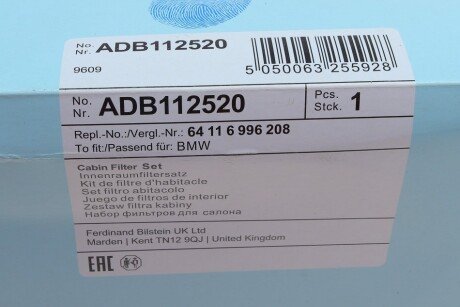 No.
Nr. ADB112520
9609
5 050063 255928
No.
Nr. ADB112520
Pcs.
Stck. 1
Repl.-No./Vergl.-Nr.: 64 11 6 996 208
To fit:/Passend für: BMW
Cabin Filter Set
Innenraumfiltersatz
Kit de filtre d'habitacle
Set filtro abitacolo
Juego de filtros de interior
Zestaw filtra kabiny
Набор фильтров для салона
Ferdinand Bilstein UK Ltd
Marden | Kent TN12 9QJ | United Kingdom
EAC